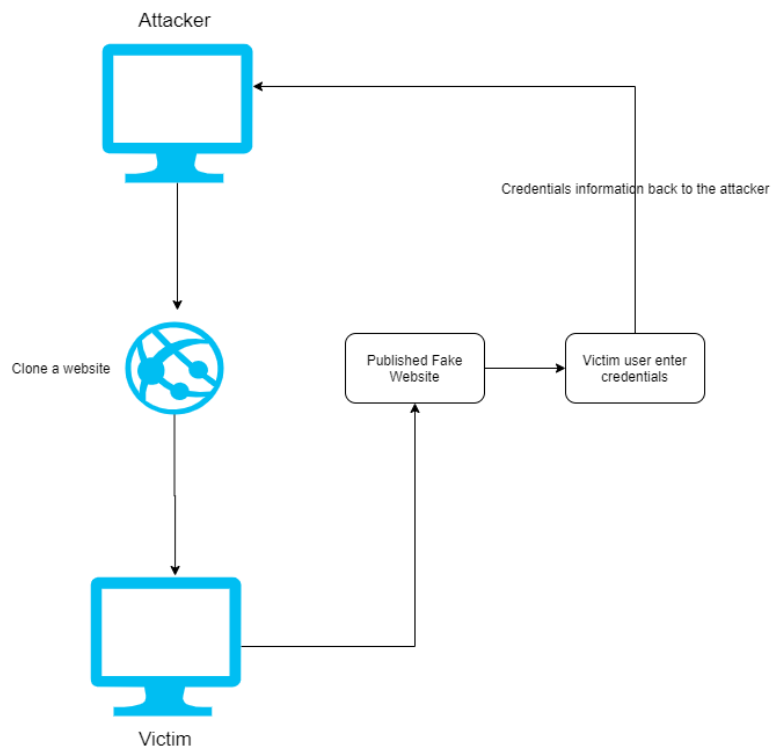 Attacker
Credentials information back to the attacker
Clone a website
Published Fake
Website
Victim user enter
credentials
Victim